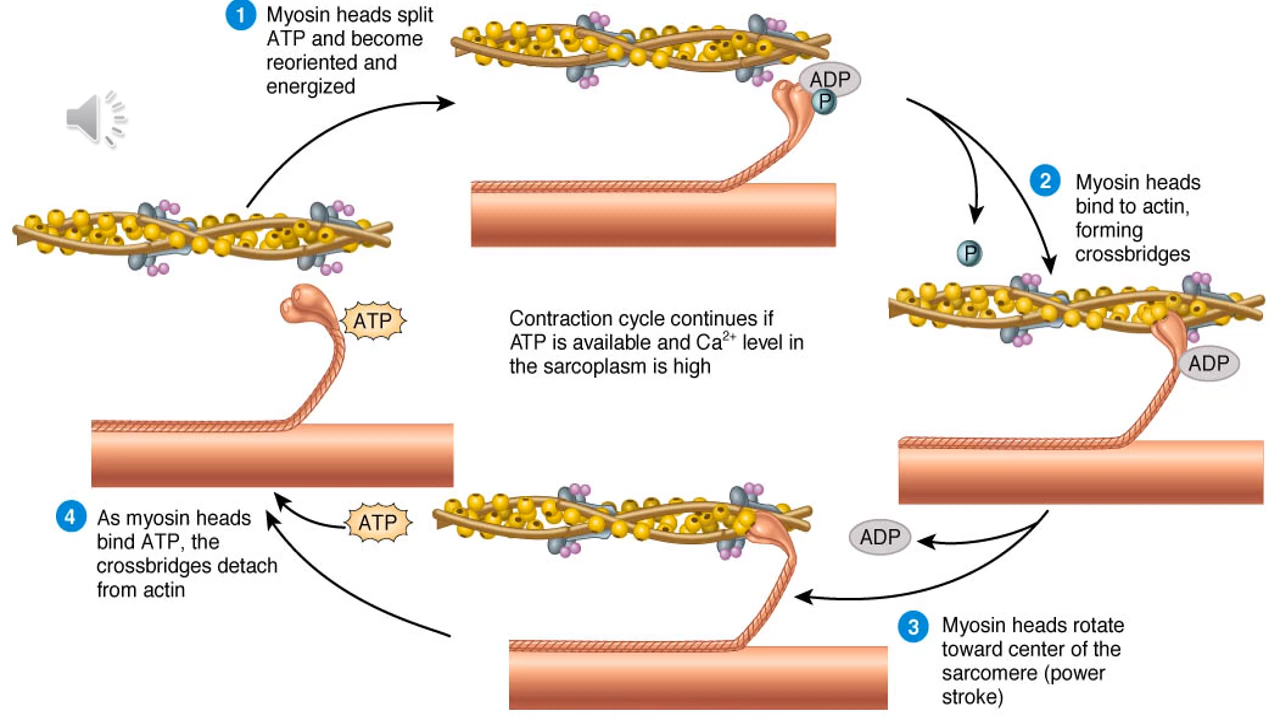 1 Myosin heads split
ATP and become
reoriented and
energized
ADP
P
2 Myosin heads
bind to actin,
forming
crossbridges
P
ATP
Contraction cycle continues if
ATP is available and Ca²⁺ level in
the sarcoplasm is high
ADP
4 As myosin heads
bind ATP, the
crossbridges detach
from actin
ATP
ADP
3 Myosin heads rotate
toward center of the
sarcomere (power
stroke)